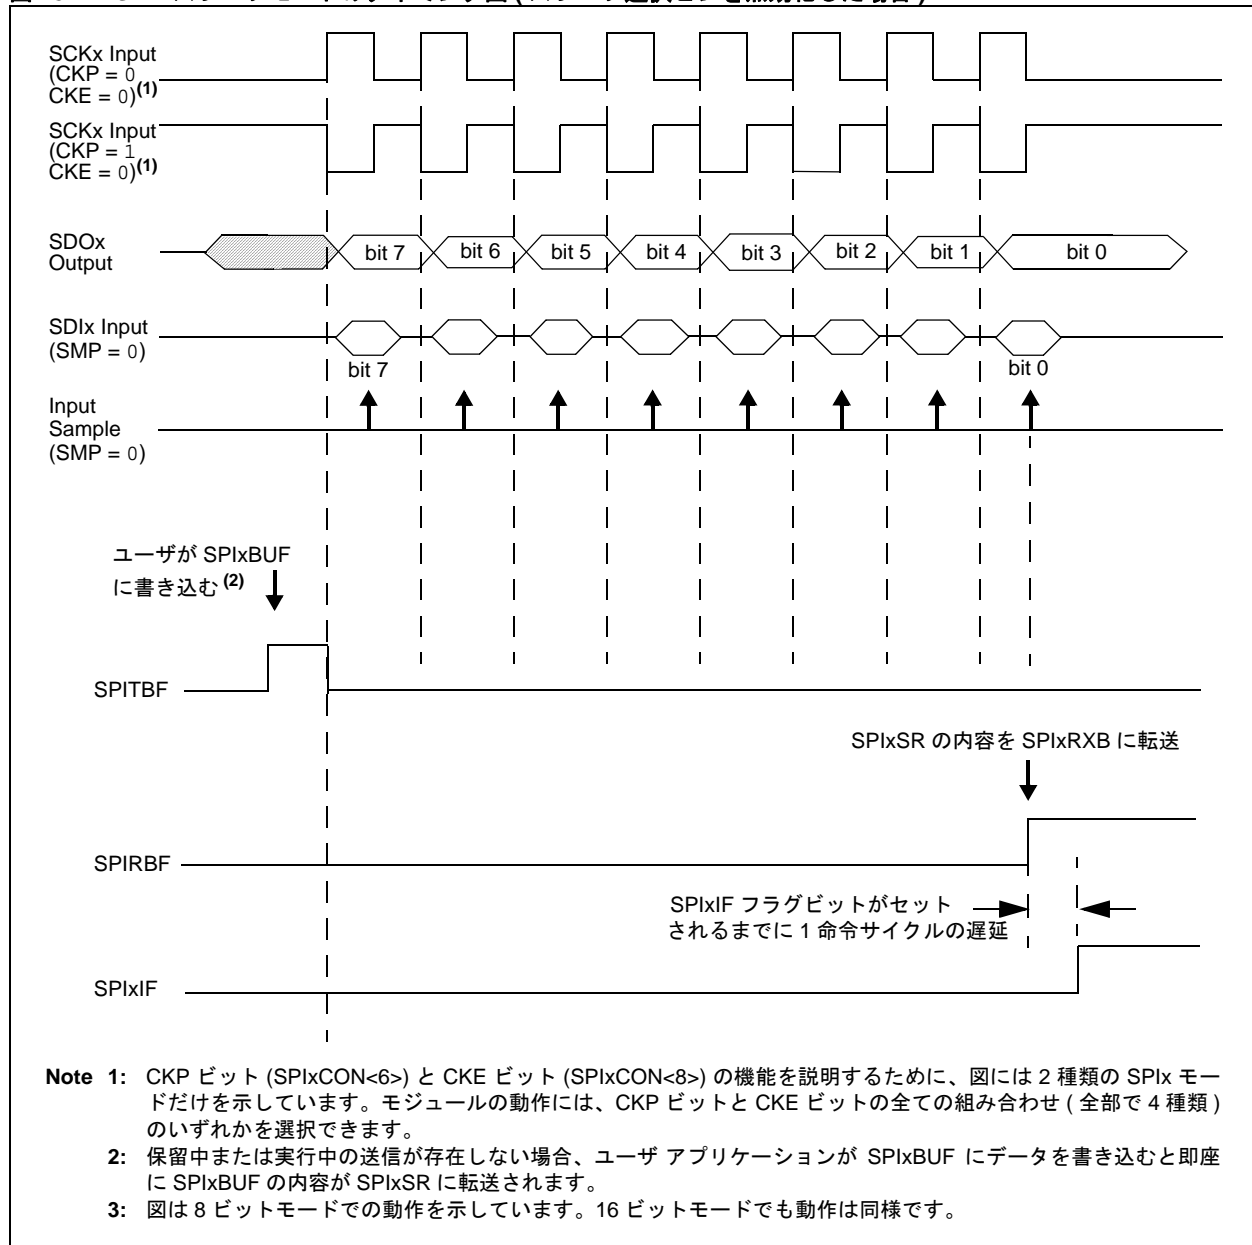 SCKx Input
(CKP = 0
CKE = 0)(1)
SCKx Input
(CKP = 1
CKE = 0)(1)
SDOx
Output
bit 7 bit 6 bit 5 bit 4 bit 3 bit 2 bit 1 bit 0
SDIx Input
(SMP = 0)
bit 7 bit 0
Input
Sample
(SMP = 0)
ユーザが SPIxBUF
に書き込む (2)
SPITBF
SPIxSR の内容を SPIxRXB に転送
SPIRBF
SPIxIF フラグビットがセット
されるまでに 1 命令サイクルの遅延
SPIxIF
Note 1: CKP ビット (SPIxCON<6>) と CKE ビット (SPIxCON<8>) の機能を説明するために、図には 2 種類の SPIx モー
ドだけを示しています。モジュールの動作には、CKP ビットと CKE ビットの全ての組み合わせ ( 全部で 4 種類 )
のいずれかを選択できます。
2: 保留中または実行中の送信が存在しない場合、ユーザ アプリケーションが SPIxBUF にデータを書き込むと即座
に SPIxBUF の内容が SPIxSR に転送されます。
3: 図は 8 ビットモードでの動作を示しています。16 ビットモードでも動作は同様です。